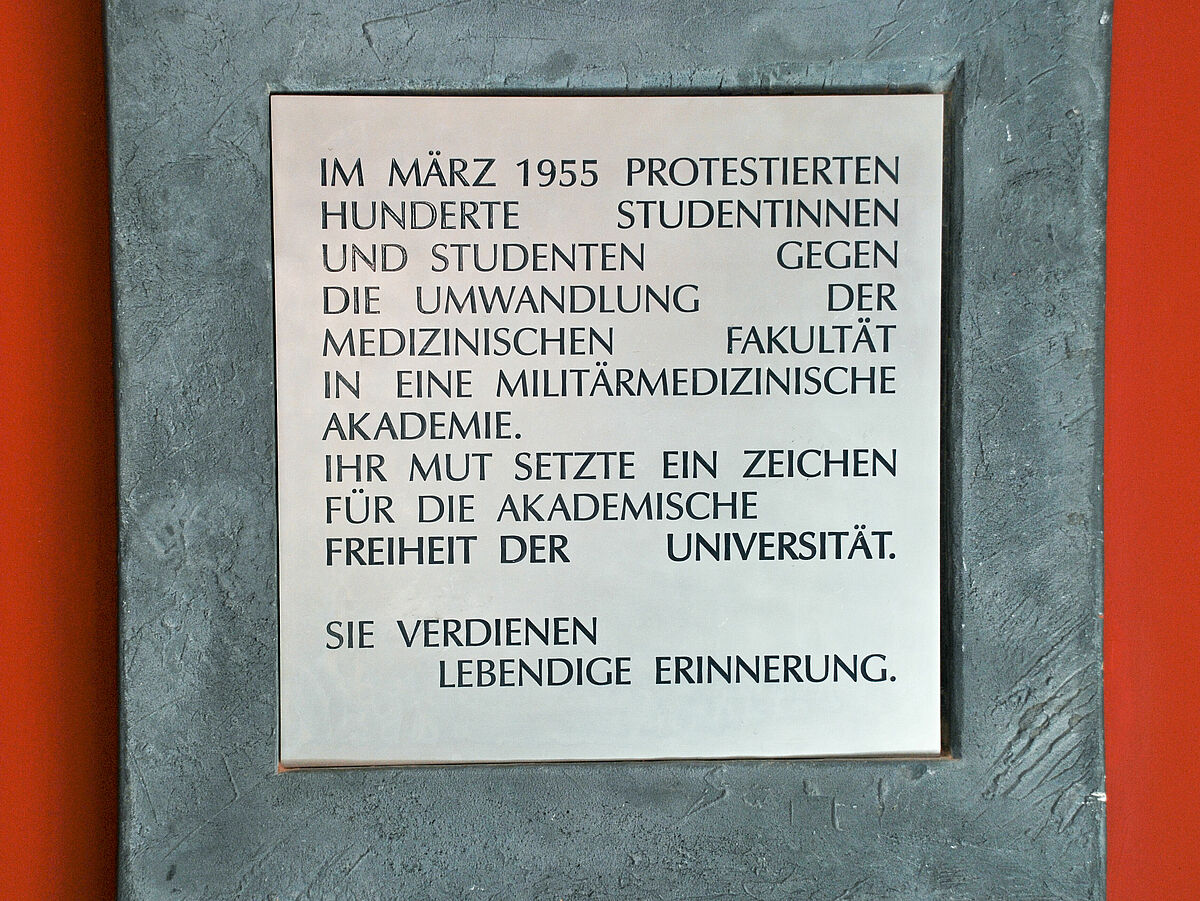 IM MÄRZ 1955 PROTESTIERTEN
HUNDERTE STUDENTINNEN
UND STUDENTEN GEGEN
DIE UMWANDLUNG DER
MEDIZINISCHEN FAKULTÄT
IN EINE MILITÄRMEDIZINISCHE
AKADEMIE.
IHR MUT SETZTE EIN ZEICHEN
FÜR DIE AKADEMISCHE
FREIHEIT DER UNIVERSITÄT.
SIE VERDIENEN
LEBENDIGE ERINNERUNG.